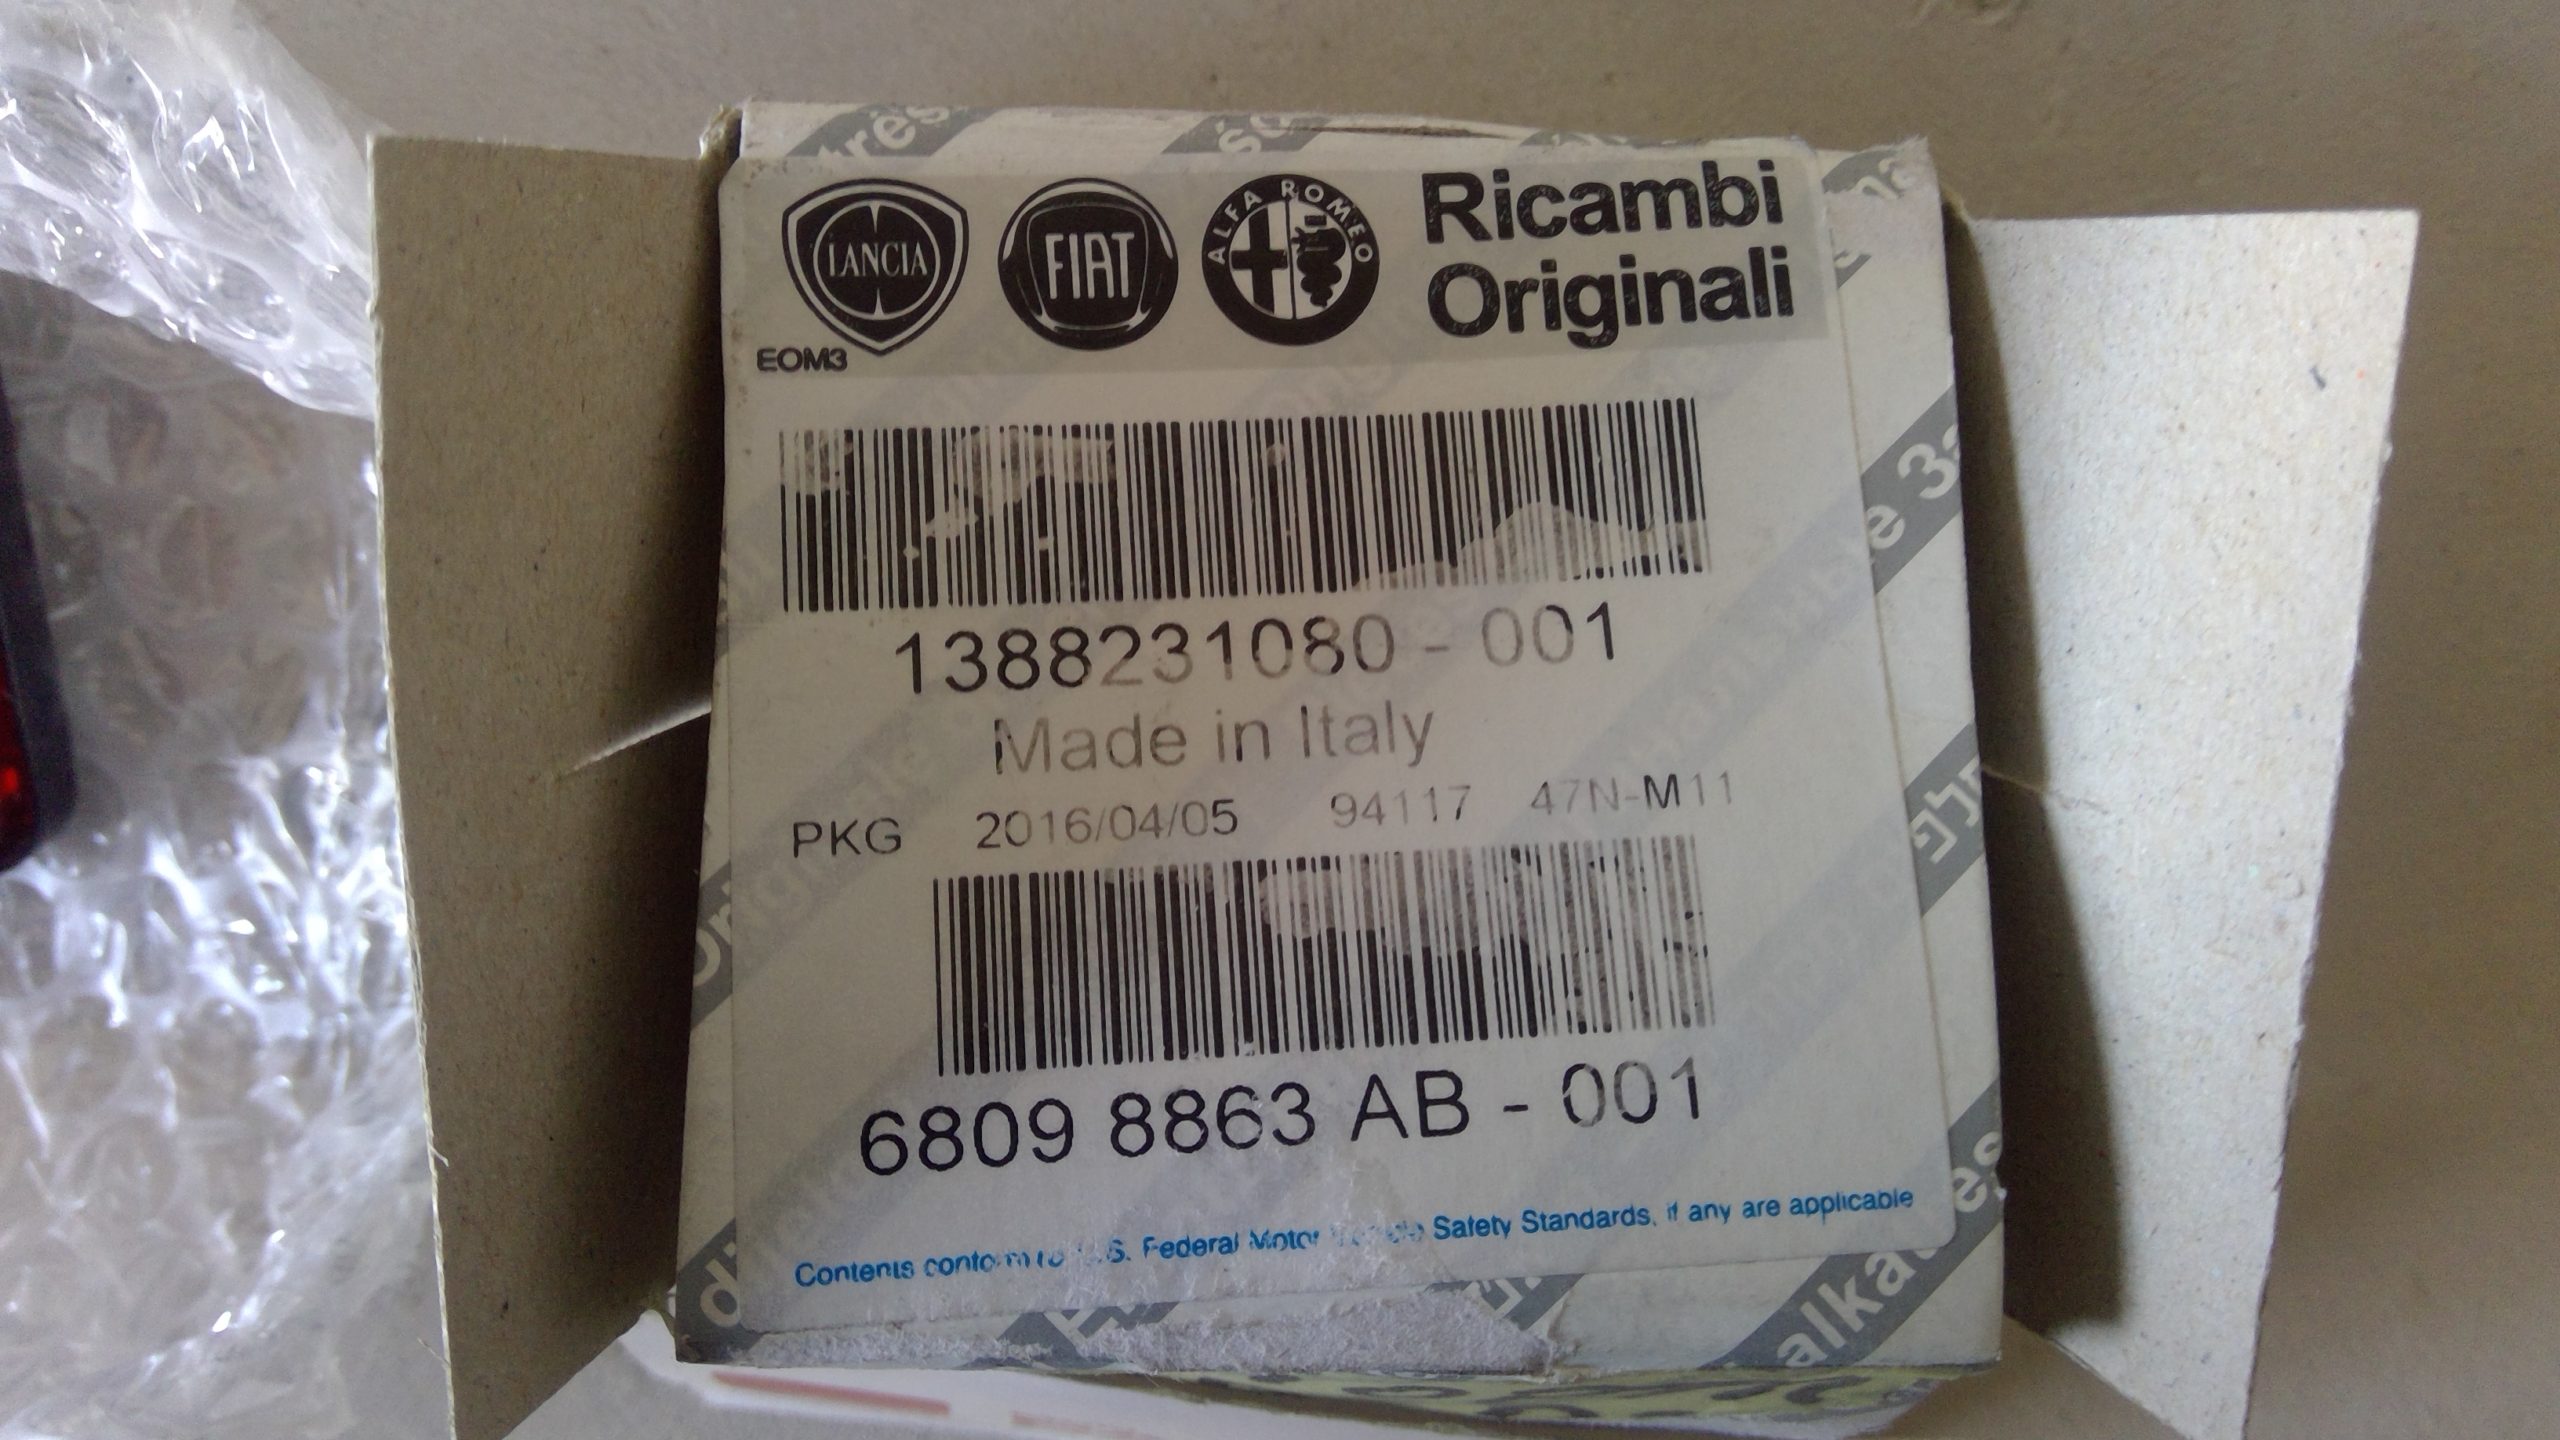 LANCIA FIAT ALFA ROMEO Ricambi
Originali
EOM3
1388231080 - 001
Made in Italy
PKG 2016/04/05 94117 47N-M11
6809 8863 AB - 001
Contents conform to U.S. Federal Motor Vehicle Safety Standards, if any are applicable